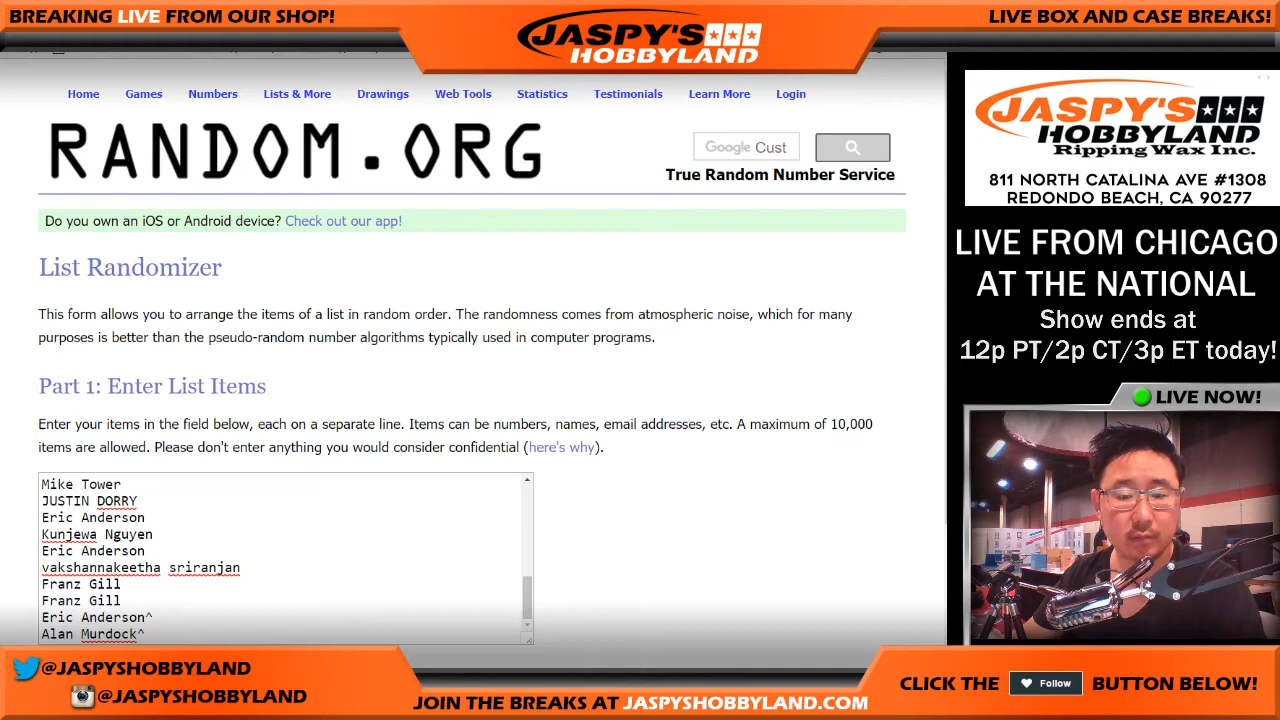 BREAKING LIVE FROM OUR SHOP!
JASPY'S
HOBBYLAND
LIVE BOX AND CASE BREAKS!
Home Games Numbers Lists & More Drawings Web Tools Statistics Testimonials Learn More Login
RANDOM.ORG
Google Cust
True Random Number Service
Do you own an iOS or Android device? Check out our app!
List Randomizer
This form allows you to arrange the items of a list in random order. The randomness comes from atmospheric noise, which for many
purposes is better than the pseudo-random number algorithms typically used in computer programs.
Part 1: Enter List Items
Enter your items in the field below, each on a separate line. Items can be numbers, names, email addresses, etc. A maximum of 10,000
items are allowed. Please don't enter anything you would consider confidential (here's why).
Mike Tower
JUSTIN DORRY
Eric Anderson
Kunjewa Nguyen
Eric Anderson
vakshannakeetha sriranjan
Franz Gill
Franz Gill
Eric Anderson^
Alan Murdock^
JASPY'S
HOBBYLAND
Ripping Wax Inc.
811 NORTH CATALINA AVE #1308
REDONDO BEACH, CA 90277
LIVE FROM CHICAGO
AT THE NATIONAL
Show ends at
12p PT/2p CT/3p ET today!
LIVE NOW!
@JASPYSHOBBYLAND
@JASPYSHOBBYLAND
JOIN THE BREAKS AT JASPYSHOBBYLAND.COM
CLICK THE Follow BUTTON BELOW!